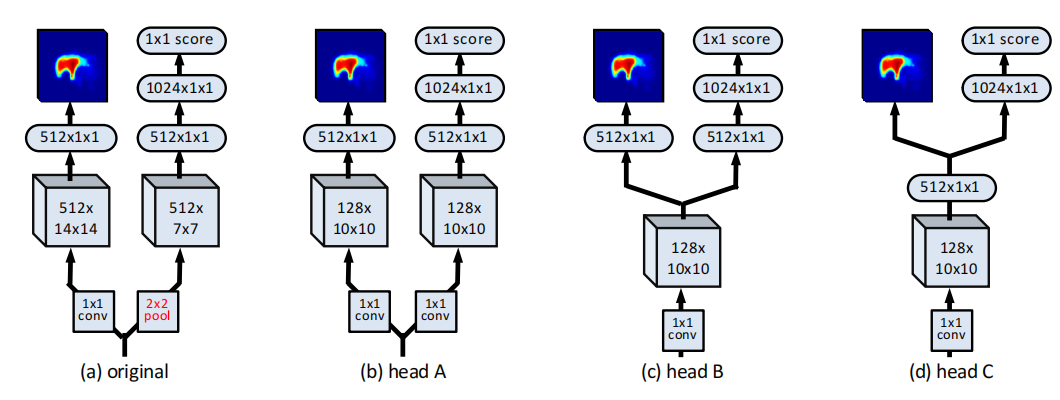 1x1 score
1024x1x1
512x1x1
512x1x1
512x
14x14
512x
7x7
1x1
conv
2x2
pool
(a) original
1x1 score
1024x1x1
512x1x1
512x1x1
128x
10x10
128x
10x10
1x1
conv
1x1
conv
(b) head A
1x1 score
1024x1x1
512x1x1
512x1x1
128x
10x10
1x1
conv
(c) head B
1x1 score
1024x1x1
512x1x1
128x
10x10
1x1
conv
(d) head C